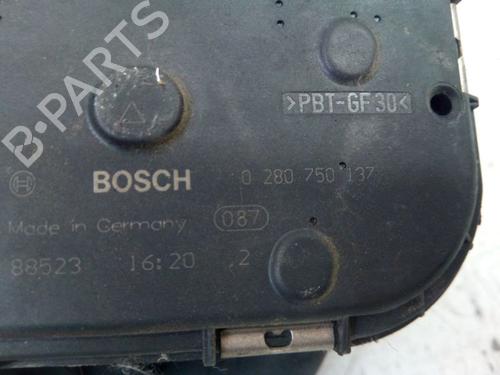 B-PARTS
>PBT-GF30<
BOSCH 0 280 750 137
Made in Germany 087
88523 16:20 2